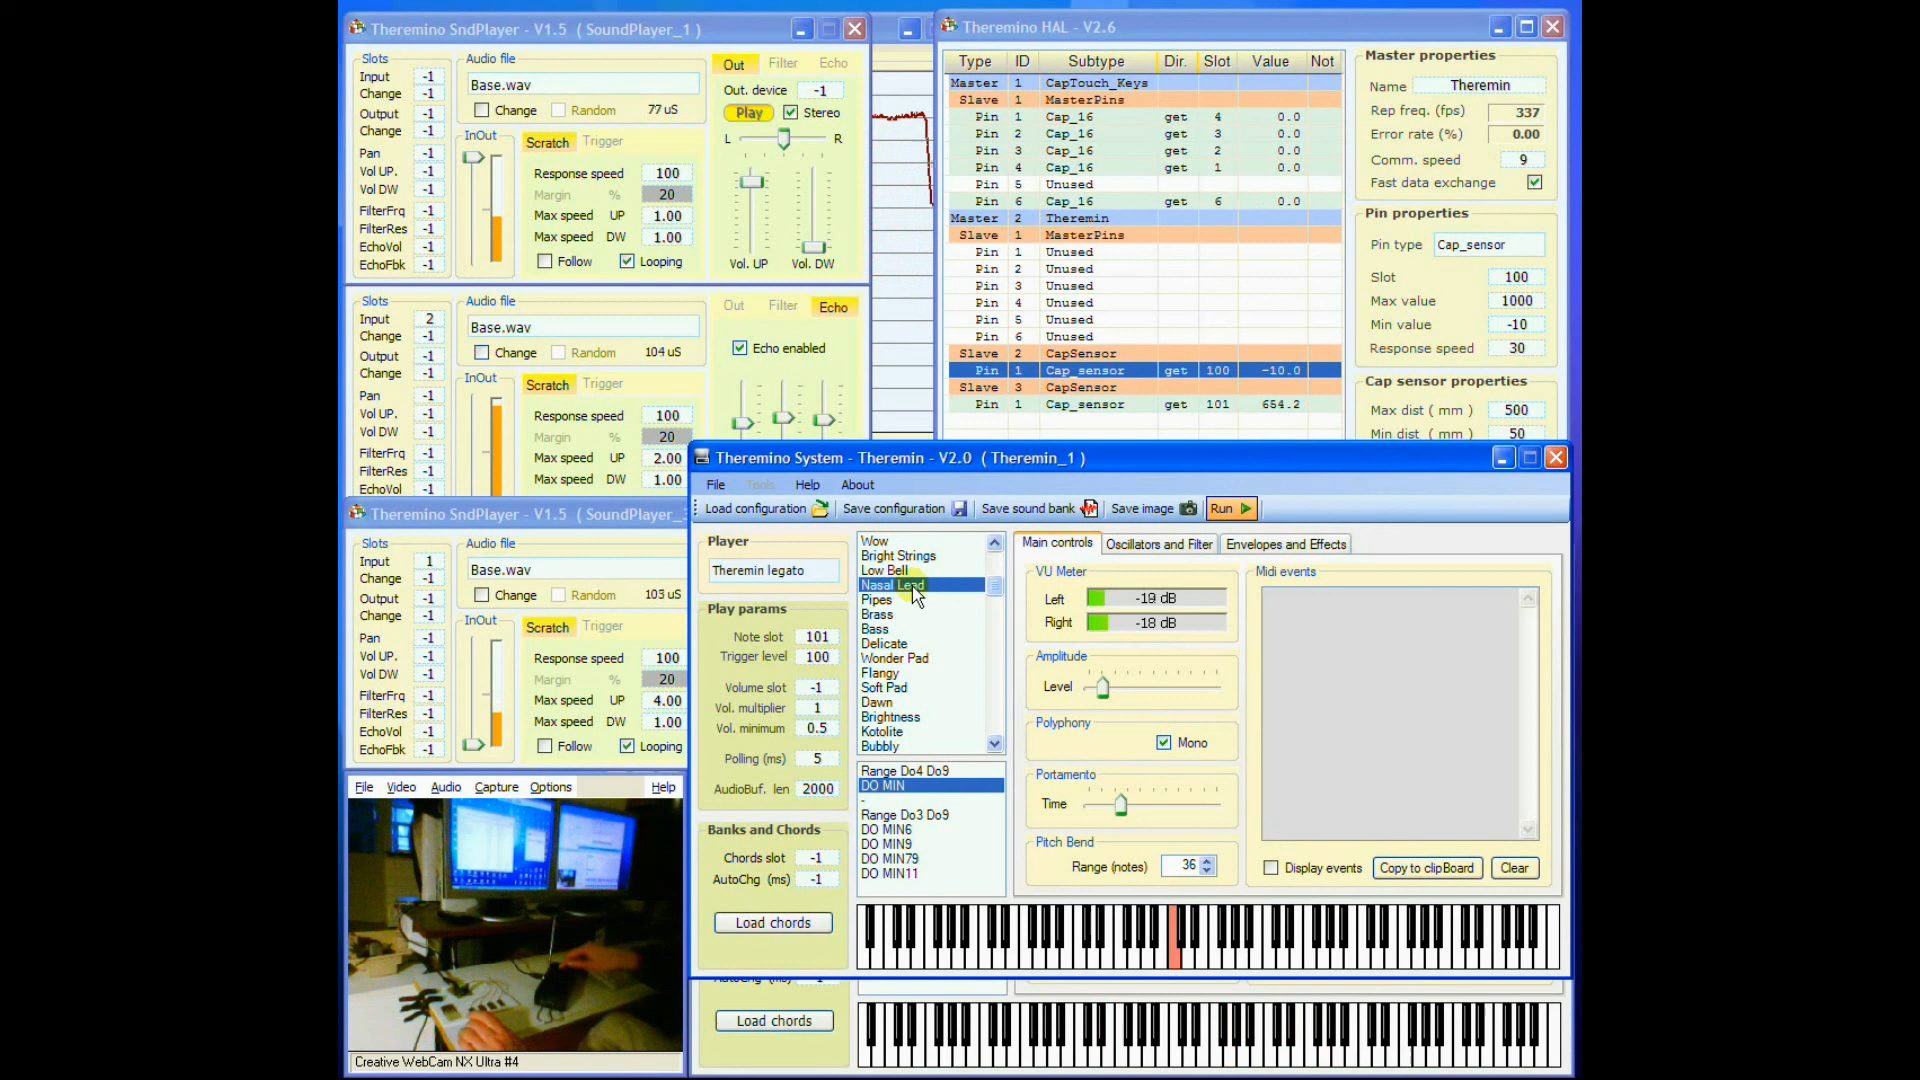 Theremino SndPlayer - V1.5 ( SoundPlayer_1 )
Slots
Input -1
Change -1
Output -1
Change -1
Pan -1
Vol UP. -1
Vol DW -1
FilterFrq -1
FilterRes -1
EchoVol -1
EchoFbk -1
Audio file
Base.wav
Change Random 77 uS
InOut
Scratch Trigger
Response speed 100
Margin % 20
Max speed UP 1.00
Max speed DW 1.00
Follow Looping
Out Filter Echo
Out. device -1
Play Stereo
L R
Vol. UP Vol. DW
Slots
Input 2
Change -1
Output -1
Change -1
Pan -1
Vol UP. -1
Vol DW -1
FilterFrq -1
FilterRes -1
EchoVol -1
Audio file
Base.wav
Change Random 104 uS
InOut
Scratch Trigger
Response speed 100
Margin % 20
Max speed UP 2.00
Max speed DW 1.00
Out Filter Echo
Echo enabled
Theremino SndPlayer - V1.5 ( SoundPlayer_3
Slots
Input 1
Change -1
Output -1
Change -1
Pan -1
Vol UP. -1
Vol DW -1
FilterFrq -1
FilterRes -1
EchoVol -1
EchoFbk -1
Audio file
Base.wav
Change Random 103 uS
InOut
Scratch Trigger
Response speed 100
Margin % 20
Max speed UP 4.00
Max speed DW 1.00
Follow Looping
File Video Audio Capture Options Help
Creative WebCam NX Ultra #4
Theremino HAL - V2.6
Type ID Subtype Dir. Slot Value Not
Master 1 CapTouch_Keys
Slave 1 MasterPins
Pin 1 Cap_16 get 4 0.0
Pin 2 Cap_16 get 3 0.0
Pin 3 Cap_16 get 2 0.0
Pin 4 Cap_16 get 1 0.0
Pin 5 Unused
Pin 6 Cap_16 get 6 0.0
Master 2 Theremin
Slave 1 MasterPins
Pin 1 Unused
Pin 2 Unused
Pin 3 Unused
Pin 4 Unused
Pin 5 Unused
Pin 6 Unused
Slave 2 CapSensor
Pin 1 Cap_sensor get 100 -10.0
Slave 3 CapSensor
Pin 1 Cap_sensor get 101 654.2
Master properties
Name Theremin
Rep freq. (fps) 337
Error rate (%) 0.00
Comm. speed 9
Fast data exchange
Pin properties
Pin type Cap_sensor
Slot 100
Max value 1000
Min value -10
Response speed 30
Cap sensor properties
Max dist ( mm ) 500
Min dist ( mm ) 50
Theremino System - Theremin - V2.0 ( Theremin_1 )
File Tools Help About
Load configuration Save configuration Save sound bank Save image Run
Player
Theremin legato
Play params
Note slot 101
Trigger level 100
Volume slot -1
Vol. multiplier 1
Vol. minimum 0.5
Polling (ms) 5
AudioBuf. len 2000
Banks and Chords
Chords slot -1
AutoChg (ms) -1
Load chords
Wow
Bright Strings
Low Bell
Nasal Lead
Pipes
Brass
Bass
Delicate
Wonder Pad
Flangy
Soft Pad
Dawn
Brightness
Kotolite
Bubbly
Range Do4 Do9
DO MIN
-
Range Do3 Do9
DO MIN6
DO MIN9
DO MIN79
DO MIN11
Main controls Oscillators and Filter Envelopes and Effects
VU Meter
Left -19 dB
Right -18 dB
Amplitude
Level
Polyphony
Mono
Portamento
Time
Pitch Bend
Range (notes) 36
Midi events
Display events Copy to clipBoard Clear
AutoChg (ms) -1
Load chords